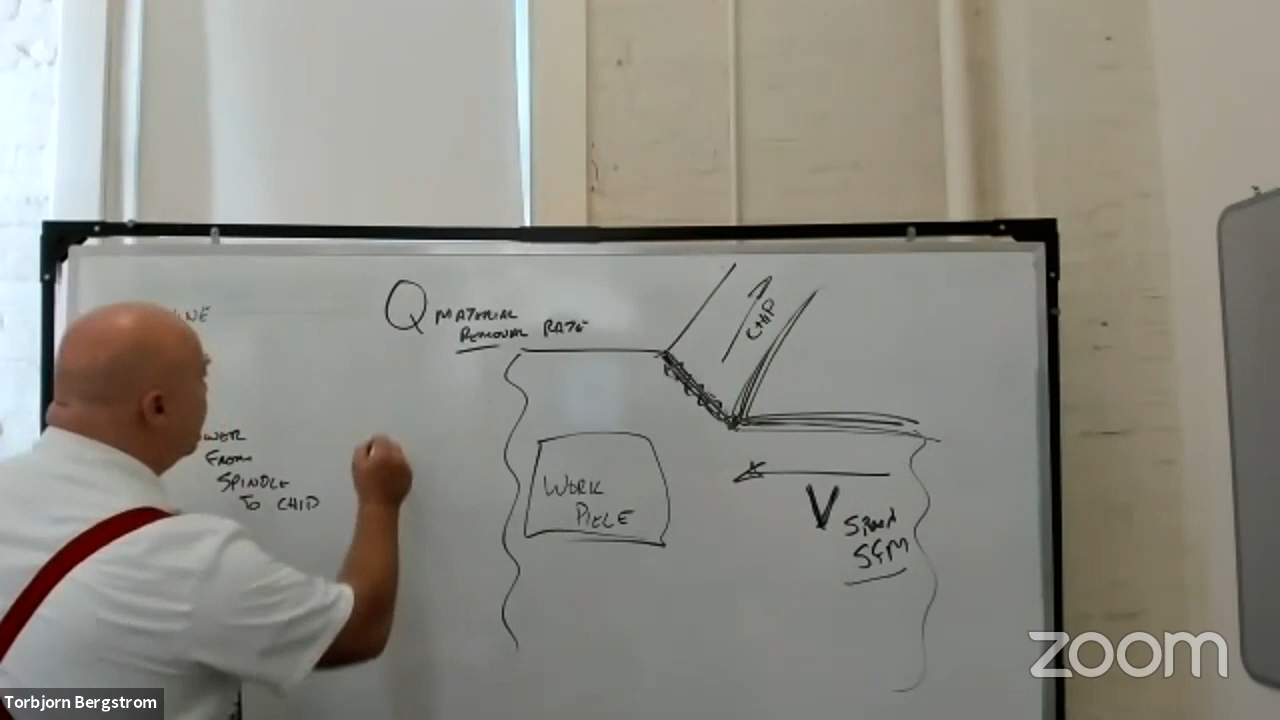 Q MATERIAL
REMOVAL RATE
CHIP
FROM
SPINDLE
TO CHIP
WORK
PIECE
V SPEED
SFM
zoom
Torbjorn Bergstrom